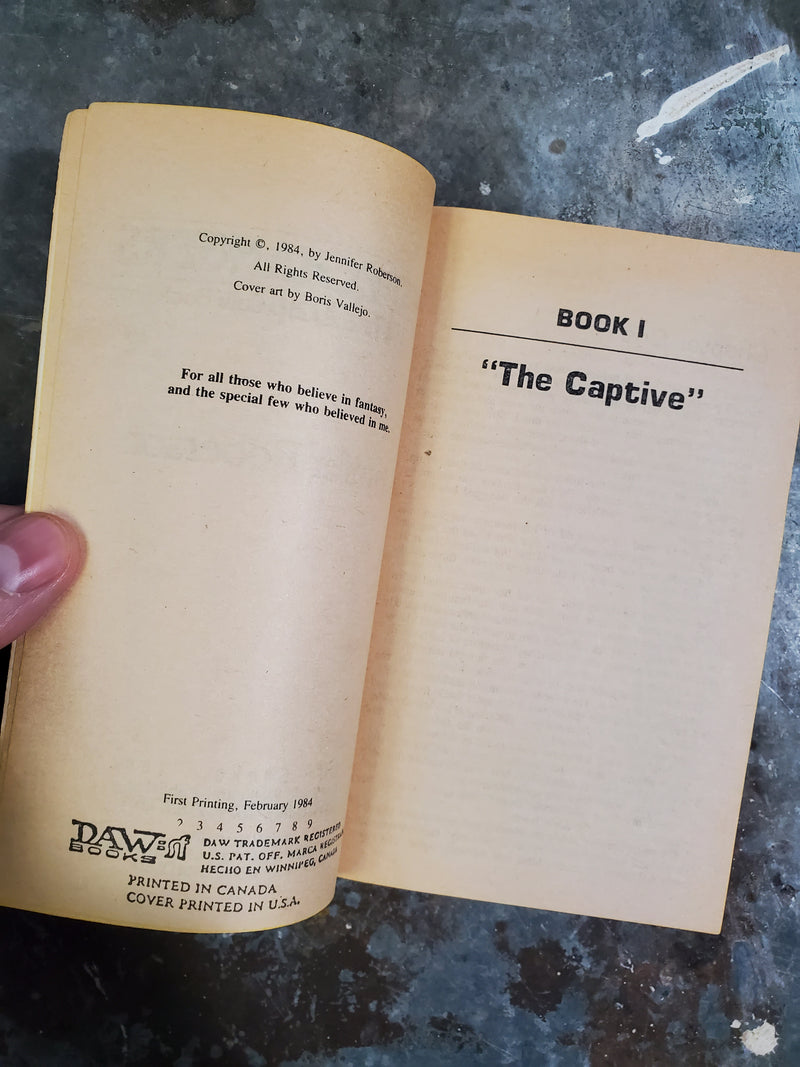 Copyright ©, 1984, by Jennifer Roberson.
All Rights Reserved.
Cover art by Boris Vallejo.
For all those who believe in fantasy,
and the special few who believed in me.
First Printing, February 1984
2 3 4 5 6 7 8 9
DAW:sf
BOOKS
DAW TRADEMARK REGISTERED
U.S. PAT. OFF. MARCA
HECHO EN WINNIPEG, CANADA
PRINTED IN CANADA
COVER PRINTED IN U.S.A.
BOOK I
“The Captive”